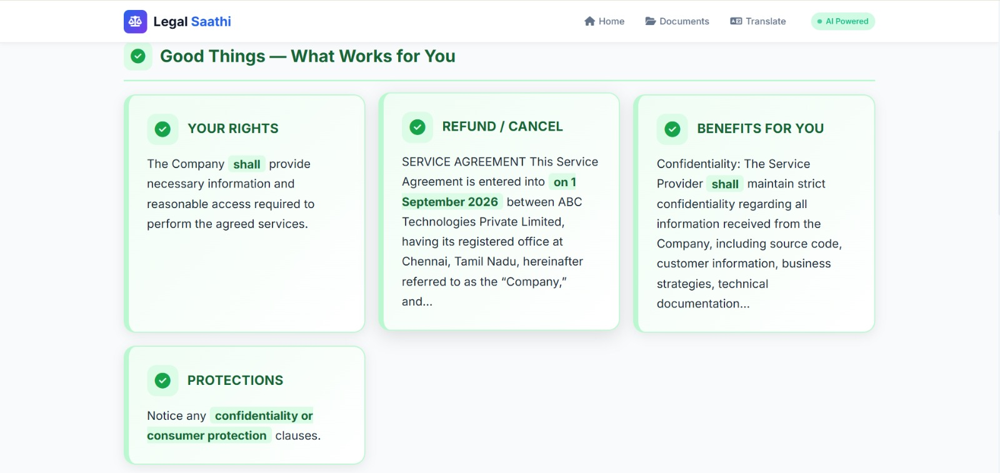 Legal Saathi
Home
Documents
Translate
AI Powered
Good Things — What Works for You
YOUR RIGHTS
The Company shall provide
necessary information and
reasonable access required to
perform the agreed services.
REFUND / CANCEL
SERVICE AGREEMENT This Service
Agreement is entered into on 1
September 2026 between ABC
Technologies Private Limited,
having its registered office at
Chennai, Tamil Nadu, hereinafter
referred to as the “Company,”
and...
BENEFITS FOR YOU
Confidentiality: The Service
Provider shall maintain strict
confidentiality regarding all
information received from the
Company, including source code,
customer information, business
strategies, technical
documentation...
PROTECTIONS
Notice any confidentiality or
consumer protection clauses.